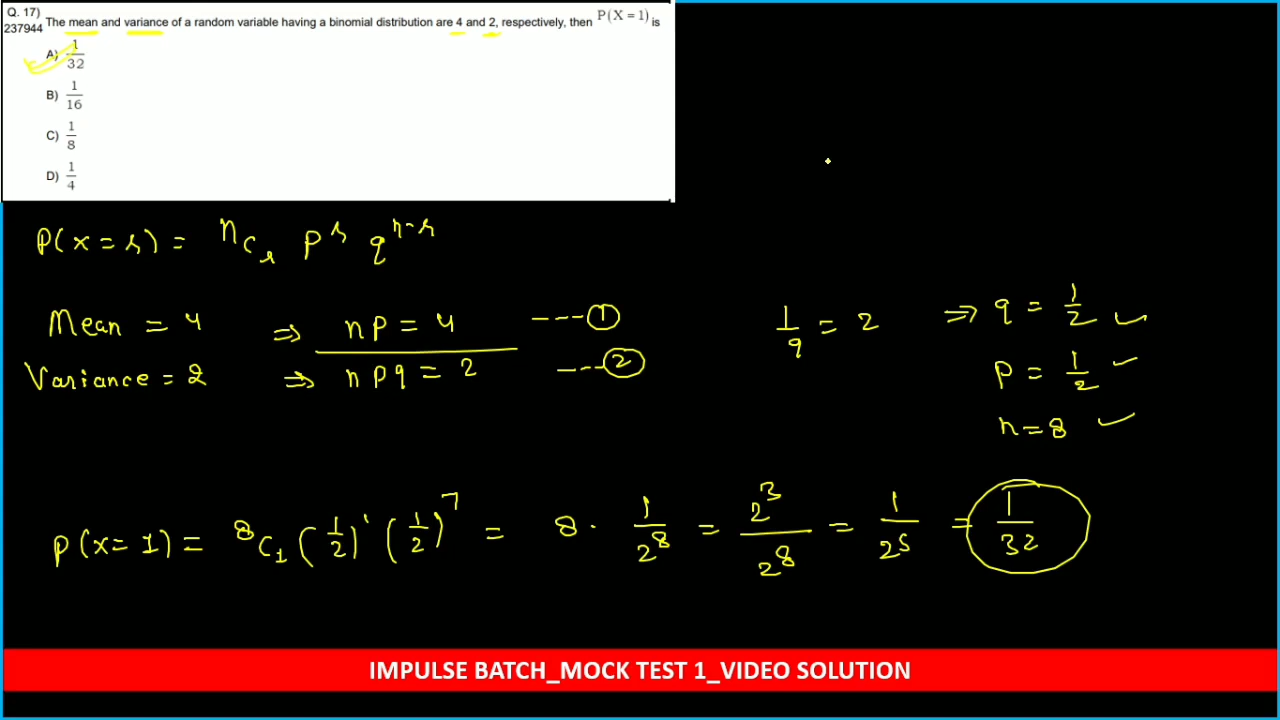 Q. 17)
237944 The mean and variance of a random variable having a binomial distribution are 4 and 2, respectively, then P(X = 1) is
A) 1/32
B) 1/16
C) 1/8
D) 1/4
P(x=r) = nCr p^r q^n-r
Mean = 4 ⇒ np = 4 ----①
Variance = 2 ⇒ npq = 2 ---②
1/q = 2 ⇒ q = 1/2 ✓
p = 1/2 ✓
n=8 ✓
p(x=1) = 8C1 (1/2)^1 (1/2)^7 = 8 · 1/2^8 = 2^3/2^8 = 1/2^5 = 1/32
IMPULSE BATCH_MOCK TEST 1_VIDEO SOLUTION